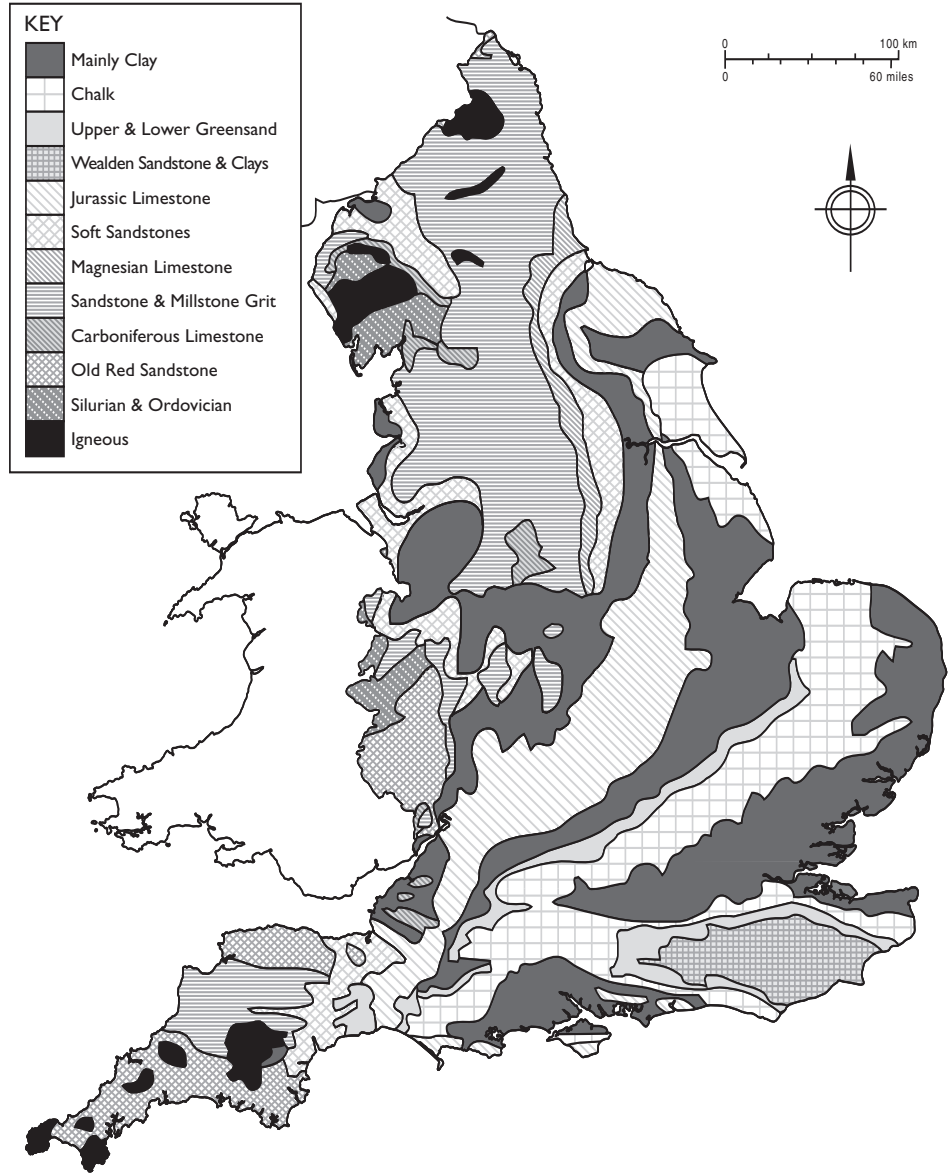 KEY
Mainly Clay
Chalk
Upper & Lower Greensand
Wealden Sandstone & Clays
Jurassic Limestone
Soft Sandstones
Magnesian Limestone
Sandstone & Millstone Grit
Carboniferous Limestone
Old Red Sandstone
Silurian & Ordovician
Igneous
0 100 km
0 60 miles